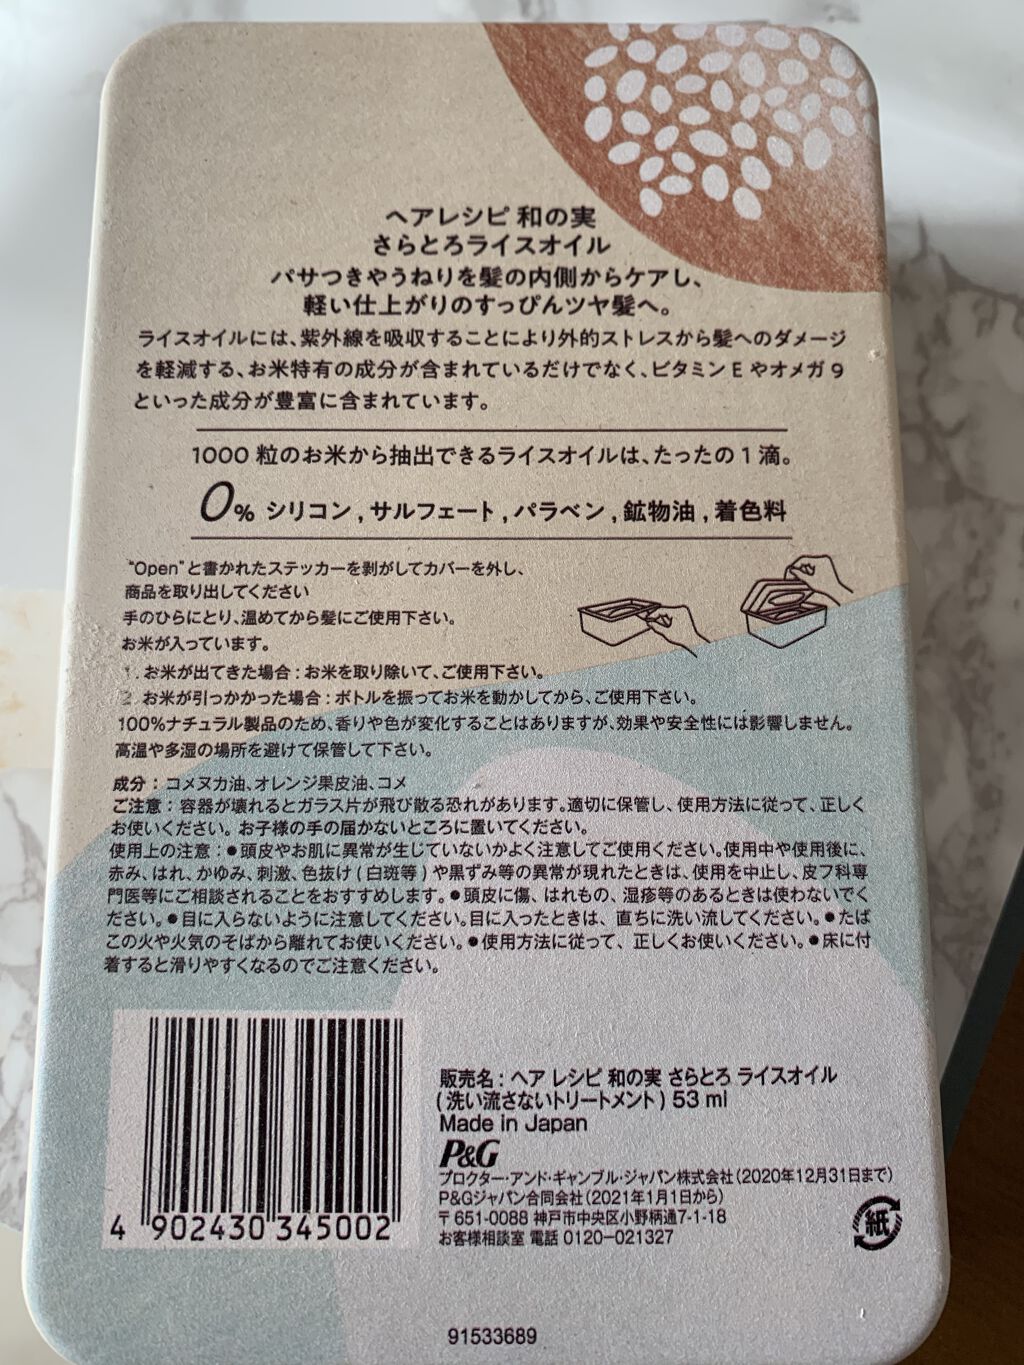 ヘアレシピ 和の実
さらとろライスオイル
パサつきやうねりを髪の内側からケアし、
軽い仕上がりのすっぴんツヤ髪へ。
ライスオイルには、紫外線を吸収することにより外的ストレスから髪へのダメージ
を軽減する、お米特有の成分が含まれているだけでなく、ビタミンEやオメガ9
といった成分が豊富に含まれています。
1000 粒のお米から抽出できるライスオイルは、たったの1滴。
0% シリコン , サルフェート , パラベン , 鉱物油 , 着色料
"Open"と書かれたステッカーを剥がしてカバーを外し、
商品を取り出してください
手のひらにとり、温めてから髪にご使用下さい。
お米が入っています。
1. お米が出てきた場合 : お米を取り除いて、ご使用下さい。
2. お米が引っかかった場合 : ボトルを振ってお米を動かしてから、ご使用下さい。
100%ナチュラル製品のため、香りや色が変化することはありますが、効果や安全性には影響しません。
高温や多湿の場所を避けて保管して下さい。
成分 : コメヌカ油、オレンジ果皮油、コメ
ご注意 : 容器が壊れるとガラス片が飛び散る恐れがあります。適切に保管し、使用方法に従って、正しく
お使いください。お子様の手の届かないところに置いてください。
使用上の注意 : ●頭皮やお肌に異常が生じていないかよく注意してご使用ください。使用中や使用後に、
赤み、はれ、かゆみ、刺激、色抜け(白斑等)や黒ずみ等の異常が現れたときは、使用を中止し、皮フ科専
門医等にご相談されることをおすすめします。●頭皮に傷、はれもの、湿疹等のあるときは使わないでく
ださい。●目に入らないように注意してください。目に入ったときは、直ちに洗い流してください。●たば
この火や火気のそばから離れてお使いください。●使用方法に従って、正しくお使いください。●床に付
着すると滑りやすくなるのでご注意ください。
販売名 : ヘア レシピ 和の実 さらとろ ライスオイル
(洗い流さないトリートメント) 53 ml
Made in Japan
P&G
プロクター・アンド・ギャンブル・ジャパン株式会社(2020年12月31日まで)
P&Gジャパン合同会社(2021年1月1日から)
〒651-0088 神戸市中央区小野柄通7-1-18
お客様相談室 電話 0120-021327
紙
4 902430 345002
91533689